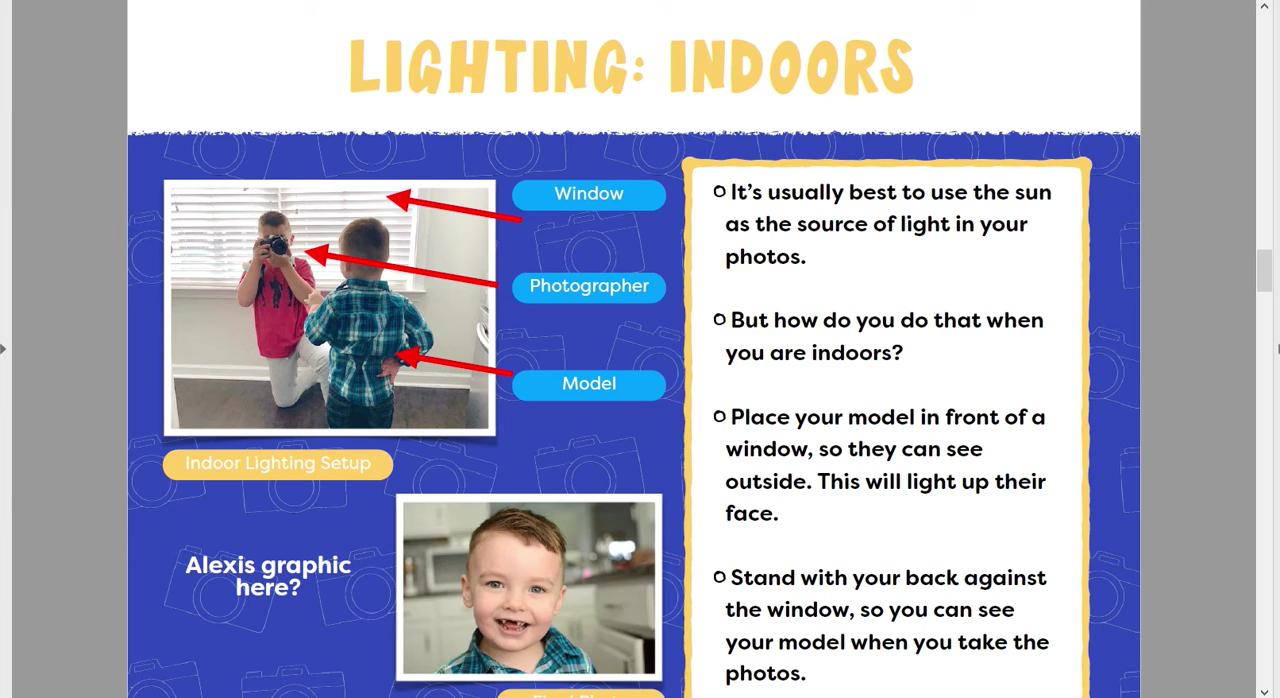 LIGHTING: INDOORS
Window
Photographer
Model
Indoor Lighting Setup
Alexis graphic
here?
It’s usually best to use the sun
as the source of light in your
photos.
But how do you do that when
you are indoors?
Place your model in front of a
window, so they can see
outside. This will light up their
face.
Stand with your back against
the window, so you can see
your model when you take the
photos.